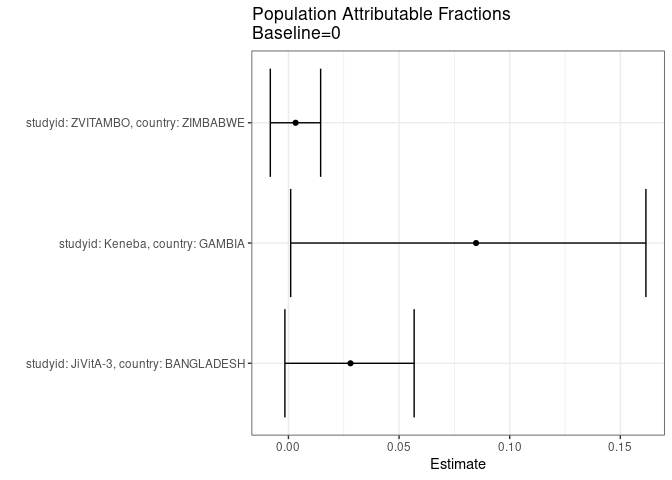 Population Attributable Fractions
Baseline=0
studyid: ZVITAMBO, country: ZIMBABWE
studyid: Keneba, country: GAMBIA
studyid: JiVitA-3, country: BANGLADESH
0.00 0.05 0.10 0.15
Estimate